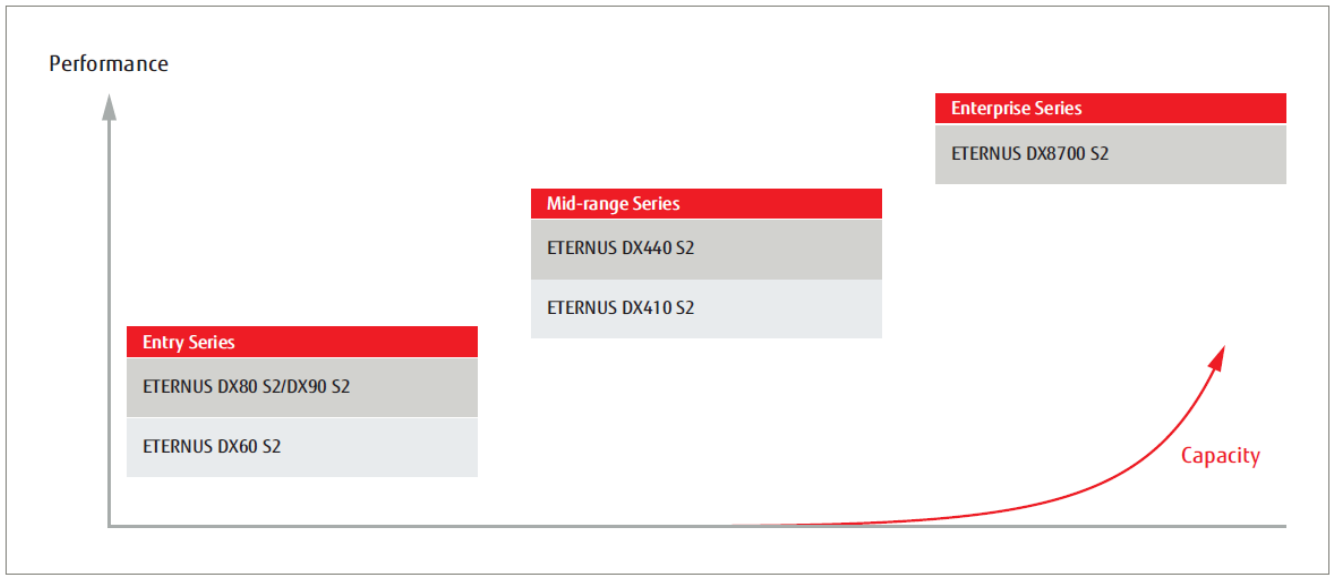 Performance
Enterprise Series
ETERNUS DX8700 S2
Mid-range Series
ETERNUS DX440 S2
ETERNUS DX410 S2
Entry Series
ETERNUS DX80 S2/DX90 S2
ETERNUS DX60 S2
Capacity